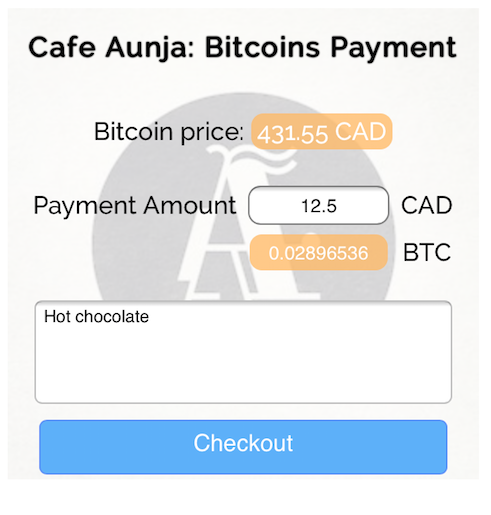 Cafe Aunja: Bitcoins Payment
Bitcoin price: 431.55 CAD
Payment Amount 12.5 CAD
0.02896536 BTC
Hot chocolate
Checkout